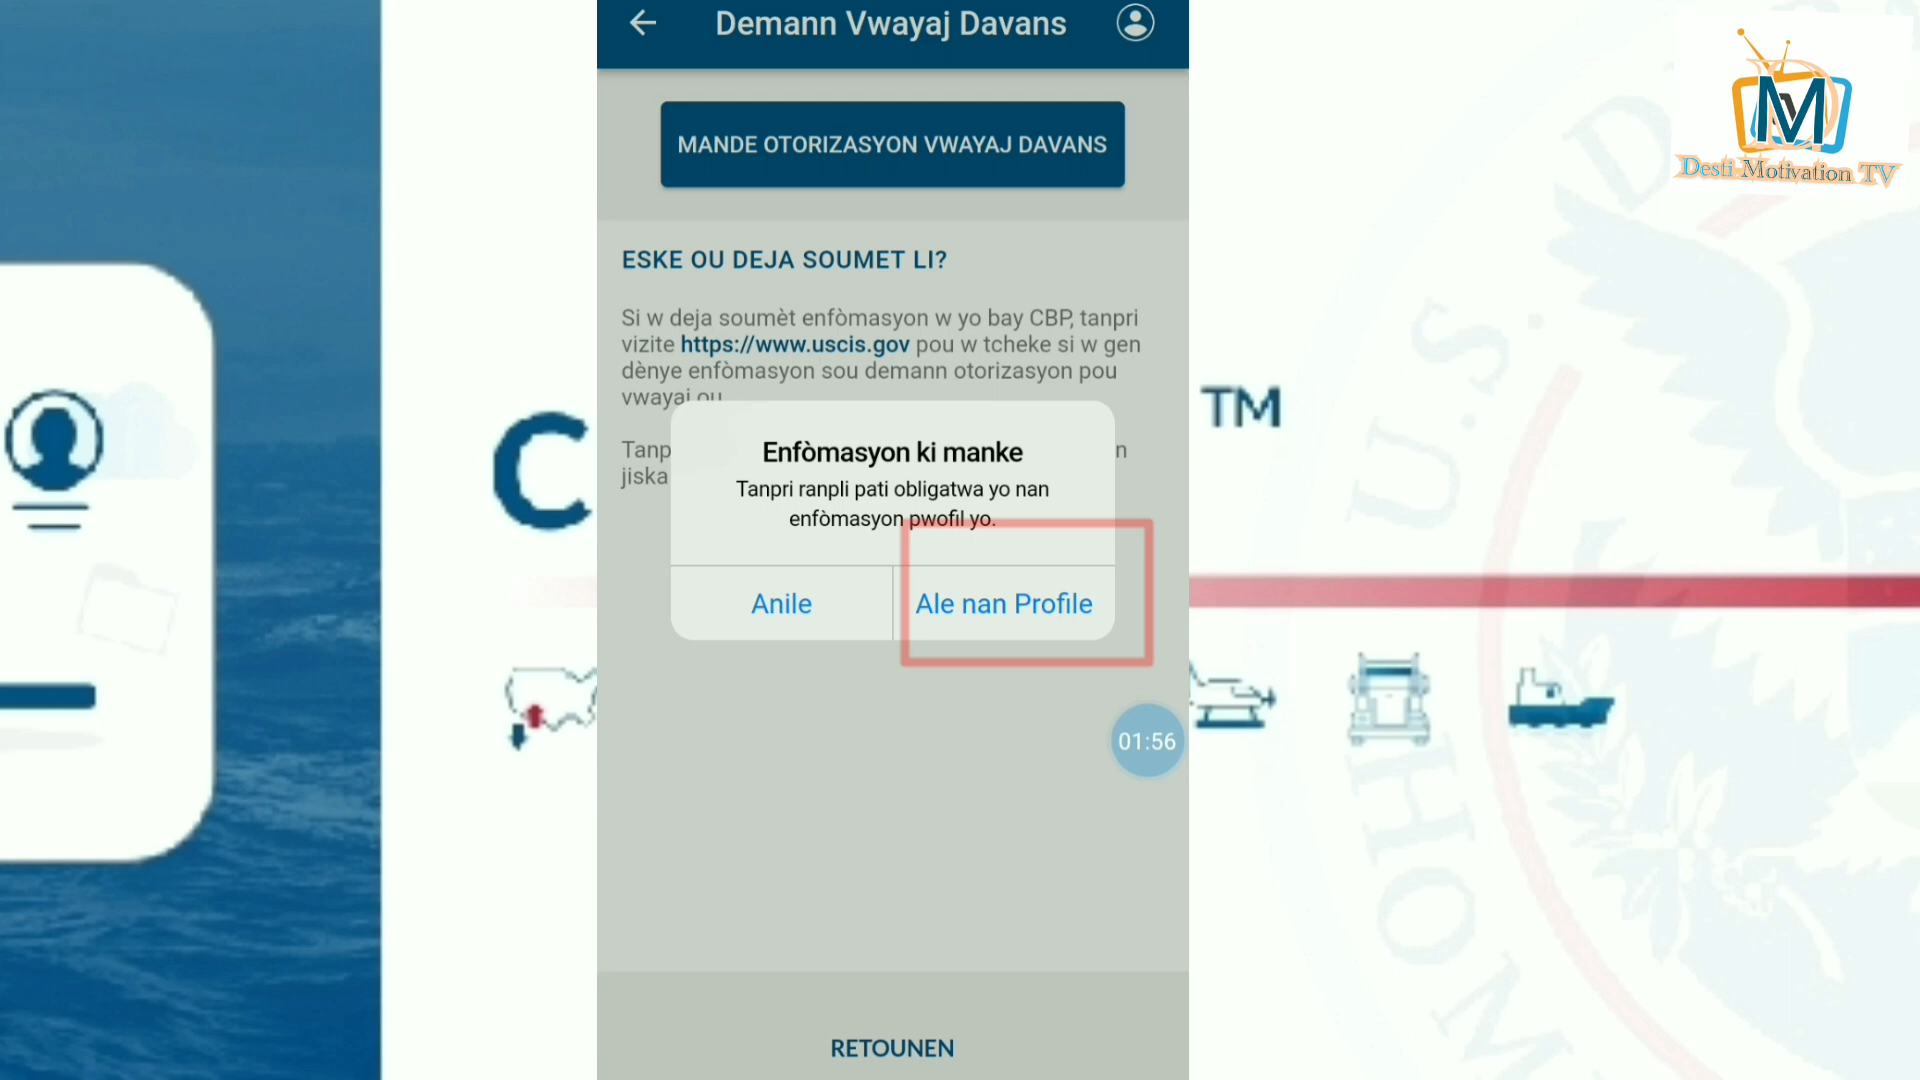 Demann Vwayaj Davans
MANDE OTORIZASYON VWAYAJ DAVANS
ESKE OU DEJA SOUMET LI?
Si w deja soumèt enfòmasyon w yo bay CBP, tanpri
vizite https://www.uscis.gov pou w tcheke si w gen
dènye enfòmasyon sou demann otorizasyon pou
vwayaj ou
Tanp
n
jiska
Enfòmasyon ki manke
Tanpri ranpli pati obligatwa yo nan
enfòmasyon pwofil yo.
Anile
Ale nan Profile
01:56
RETOUNEN
C
TM
Desti Motivation TV
U.S.
HOM